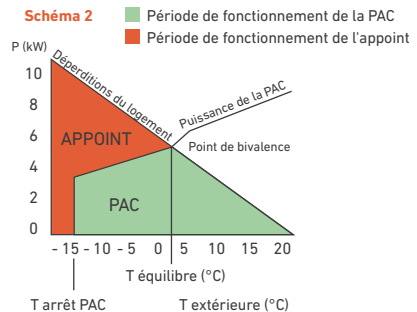 Schéma 2
Période de fonctionnement de la PAC
Période de fonctionnement de l'appoint
P (kW)
10
8
6
4
2
0
Déperditions du logement
Puissance de la PAC
Point de bivalence
APPOINT
PAC
- 15 - 10 - 5 0 5 10 15 20
T équilibre (°C)
T arrêt PAC
T extérieure (°C)